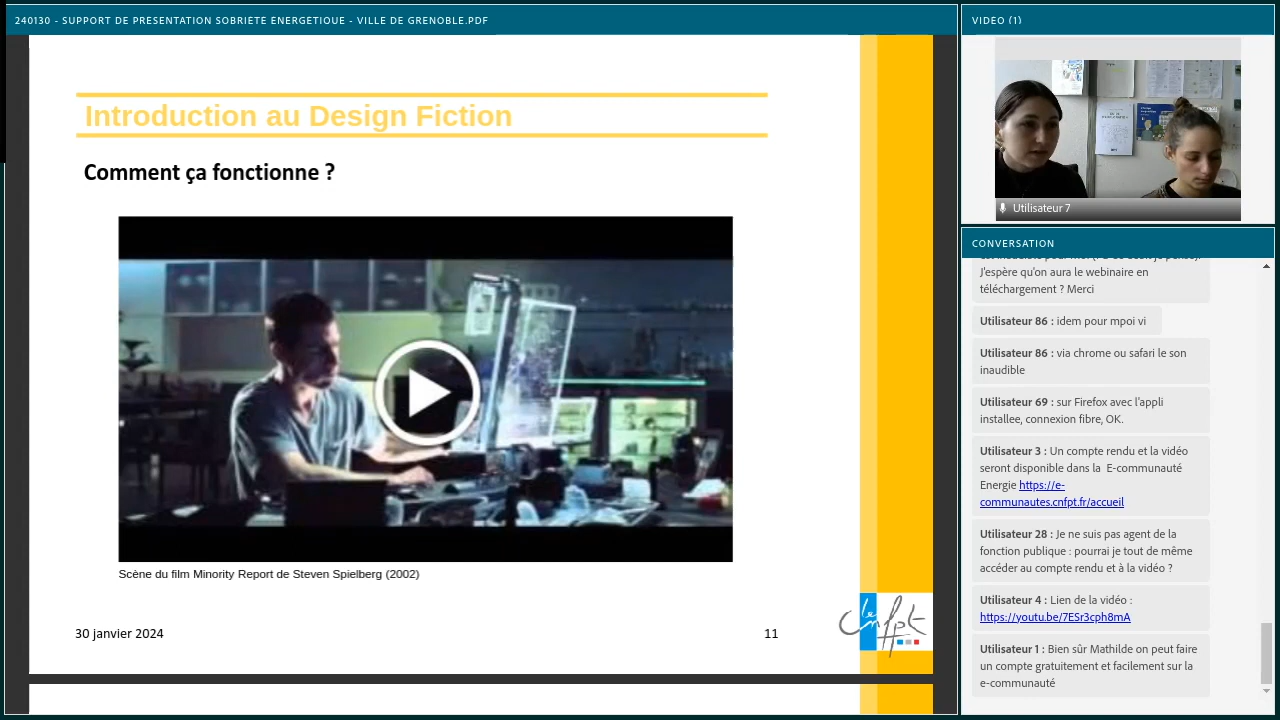 240130 - SUPPORT DE PRÉSENTATION SOBRIÉTÉ ÉNERGÉTIQUE - VILLE DE GRENOBLE.PDF
Introduction au Design Fiction
Comment ça fonctionne ?
Scène du film Minority Report de Steven Spielberg (2002)
30 janvier 2024
11
cnfpt
VIDÉO (1)
Utilisateur 7
CONVERSATION
J'espère qu'on aura le webinaire en
téléchargement ? Merci
Utilisateur 86 : idem pour mpoi vi
Utilisateur 86 : via chrome ou safari le son
inaudible
Utilisateur 69 : sur Firefox avec l'appli
installee, connexion fibre, OK.
Utilisateur 3 : Un compte rendu et la vidéo
seront disponible dans la E-communauté
Energie https://e-
communautes.cnfpt.fr/accueil
Utilisateur 28 : Je ne suis pas agent de la
fonction publique : pourrai je tout de même
accéder au compte rendu et à la vidéo ?
Utilisateur 4 : Lien de la vidéo :
https://youtu.be/7ESr3cph8mA
Utilisateur 1 : Bien sûr Mathilde on peut faire
un compte gratuitement et facilement sur la
e-communauté